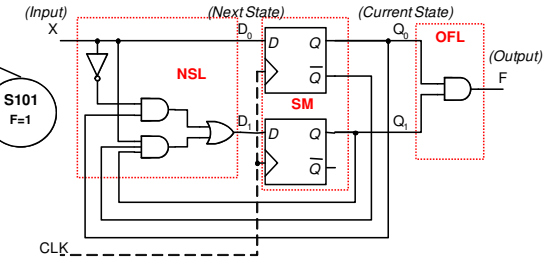 (Input) (Next State) (Current State)
X D0 Q0 OFL
(Output)
D Q
NSL F
Q
S101 SM
F=1
D1 D Q Q1
Q
CLK